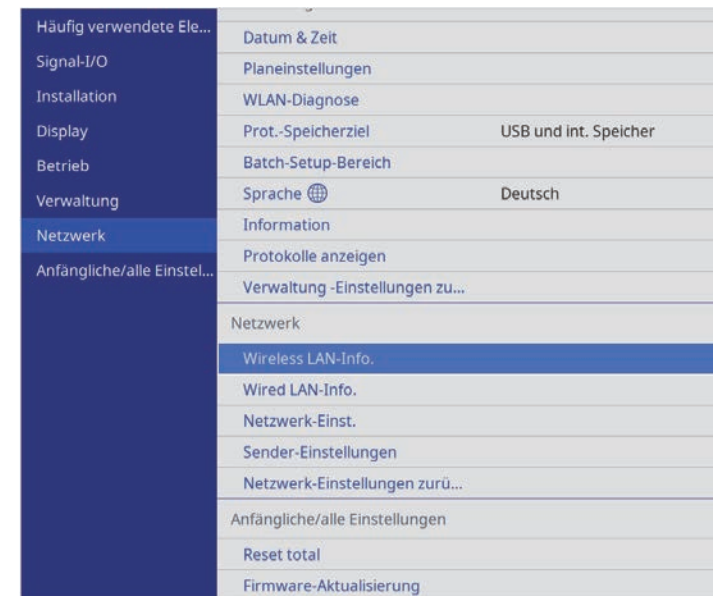 Häufig verwendete Ele...
Signal-I/O
Installation
Display
Betrieb
Verwaltung
Netzwerk
Anfängliche/alle Einstel...
Datum & Zeit
Planeinstellungen
WLAN-Diagnose
Prot.-Speicherziel USB und int. Speicher
Batch-Setup-Bereich
Sprache Deutsch
Information
Protokolle anzeigen
Verwaltung -Einstellungen zu...
Netzwerk
Wireless LAN-Info.
Wired LAN-Info.
Netzwerk-Einst.
Sender-Einstellungen
Netzwerk-Einstellungen zurü...
Anfängliche/alle Einstellungen
Reset total
Firmware-Aktualisierung